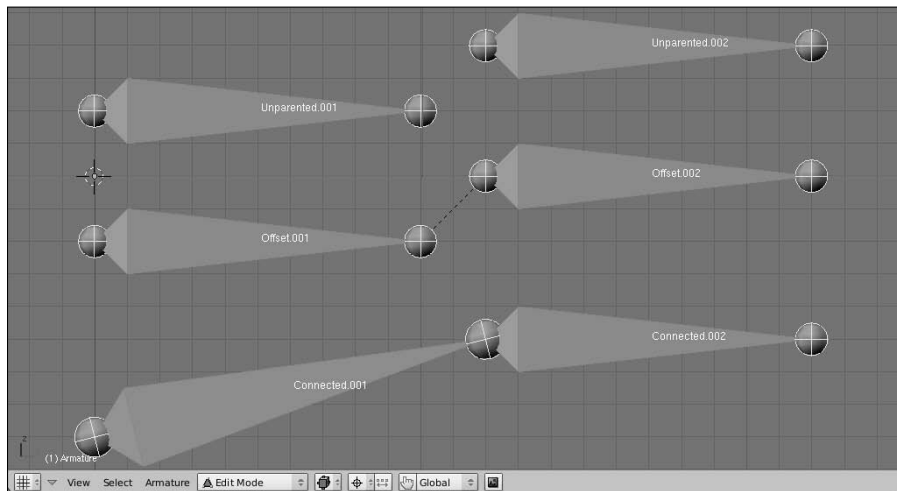 Unparented.002
Unparented.001
Offset.002
Offset.001
Connected.002
Connected.001
z
(1) Armature
View Select Armature Edit Mode Global